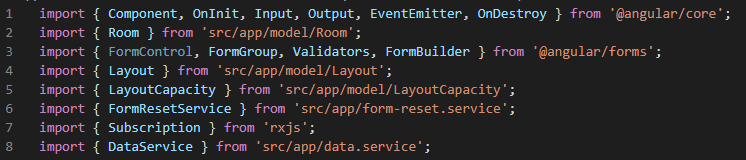 1 import { Component, OnInit, Input, Output, EventEmitter, OnDestroy } from '@angular/core';
2 import { Room } from 'src/app/model/Room';
3 import { FormControl, FormGroup, Validators, FormBuilder } from '@angular/forms';
4 import { Layout } from 'src/app/model/Layout';
5 import { LayoutCapacity } from 'src/app/model/LayoutCapacity';
6 import { FormResetService } from 'src/app/form-reset.service';
7 import { Subscription } from 'rxjs';
8 import { DataService } from 'src/app/data.service';